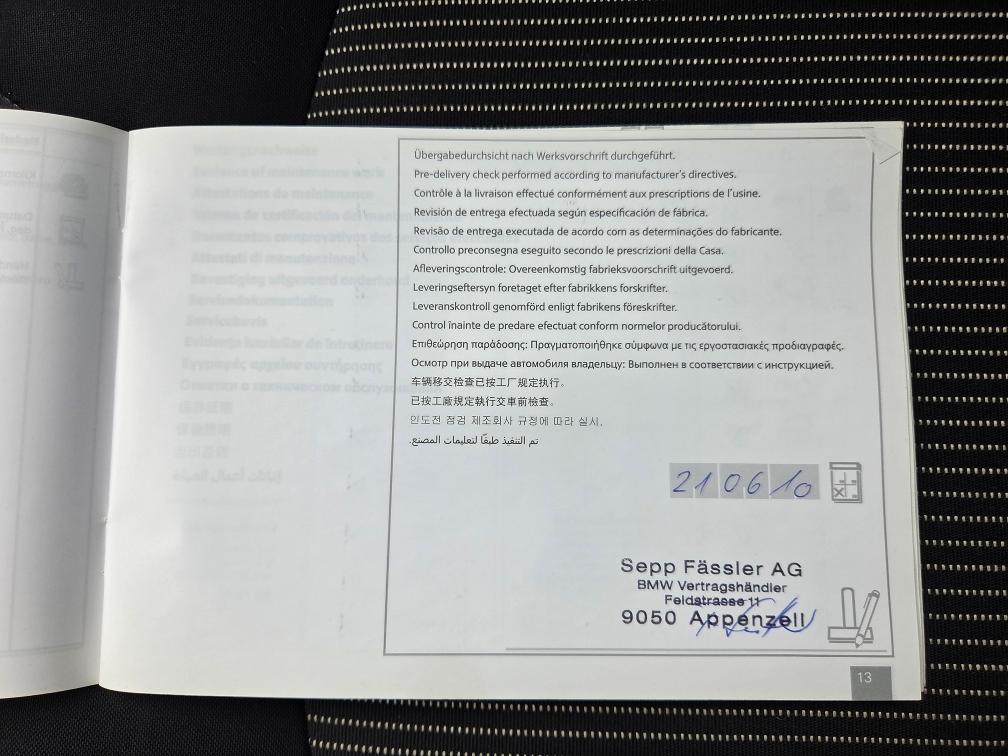 Übergabedurchsicht nach Werksvorschrift durchgeführt.
Pre-delivery check performed according to manufacturer's directives.
Contrôle à la livraison effectué conformément aux prescriptions de l'usine.
Revisión de entrega efectuada según especificación de fábrica.
Revisão de entrega executada de acordo com as determinações do fabricante.
Controllo preconsegna eseguito secondo le prescrizioni della Casa.
Afleveringscontrole: Overeenkomstig fabrieksvoorschrift uitgevoerd.
Leveringseftersyn foretaget efter fabrikkens forskrifter.
Leveranskontroll genomförd enligt fabrikens föreskrifter.
Control înainte de predare efectuat conform normelor producătorului.
Επιθεώρηση παράδοσης: Πραγματοποιήθηκε σύμφωνα με τις εργοστασιακές προδιαγραφές.
Осмотр при выдаче автомобиля владельцу: Выполнен в соответствии с инструкцией.
车辆移交检查已按工厂规定执行。
已按工廠規定執行交車前檢查。
인도전 점검 제조회사 규정에 따라 실시.
تم التنفيذ طبقًا لتعليمات المصنع.
21 06 10
Sepp Fässler AG
BMW Vertragshändler
Feldstrasse 11
9050 Appenzell
13